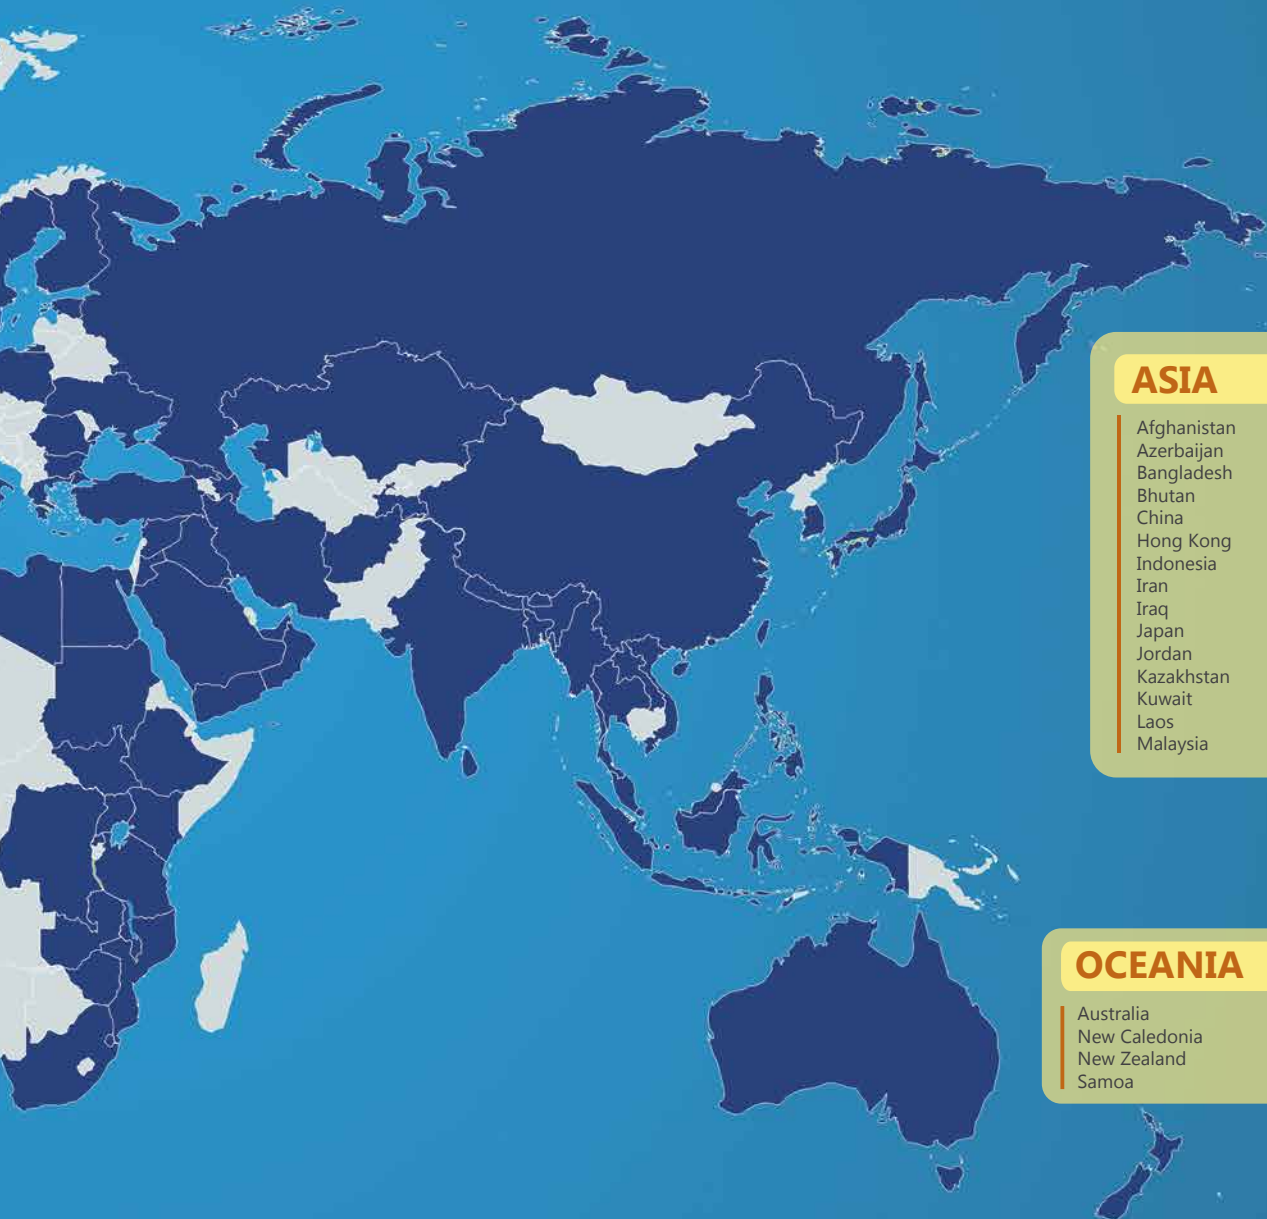 ASIA
Afghanistan
Azerbaijan
Bangladesh
Bhutan
China
Hong Kong
Indonesia
Iran
Iraq
Japan
Jordan
Kazakhstan
Kuwait
Laos
Malaysia
OCEANIA
Australia
New Caledonia
New Zealand
Samoa